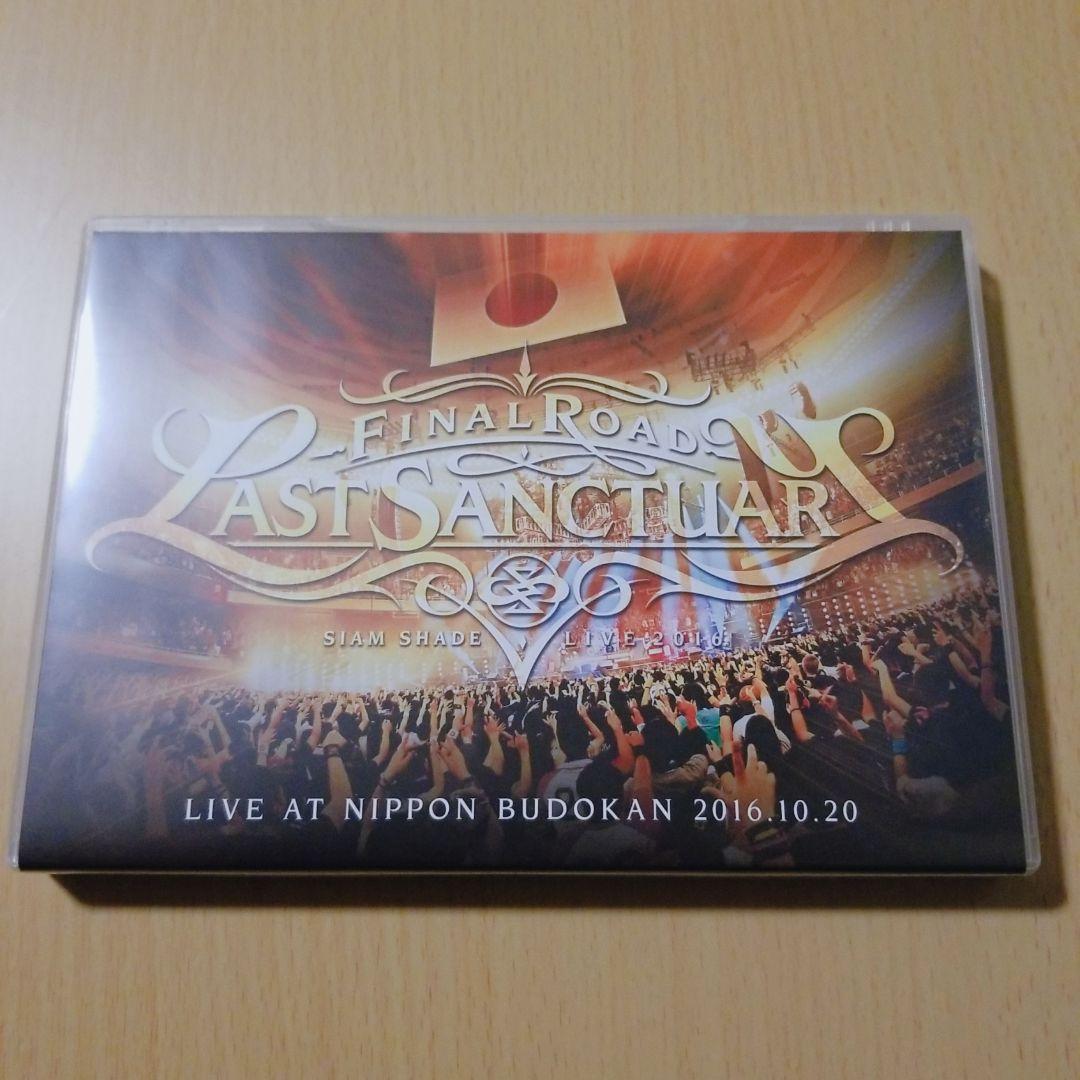 FINAL ROAD
LAST SANCTUARY
SIAM SHADE LIVE 2016
LIVE AT NIPPON BUDOKAN 2016.10.20